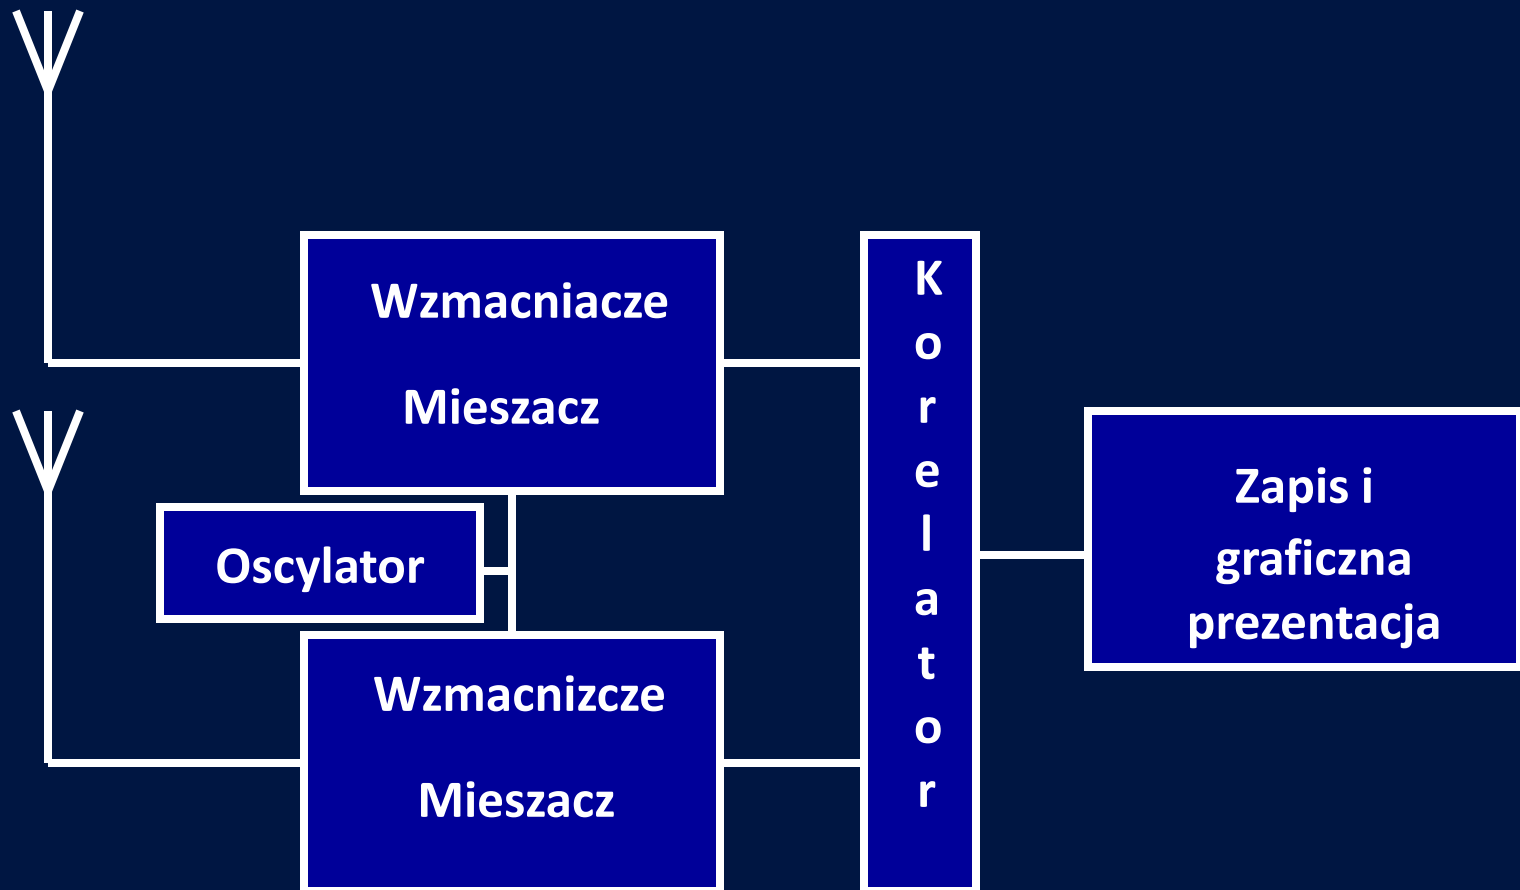 Wzmacniacze
Mieszacz
Oscylator
Wzmacnizcze
Mieszacz
K
o
r
e
l
a
t
o
r
Zapis i
graficzna
prezentacja